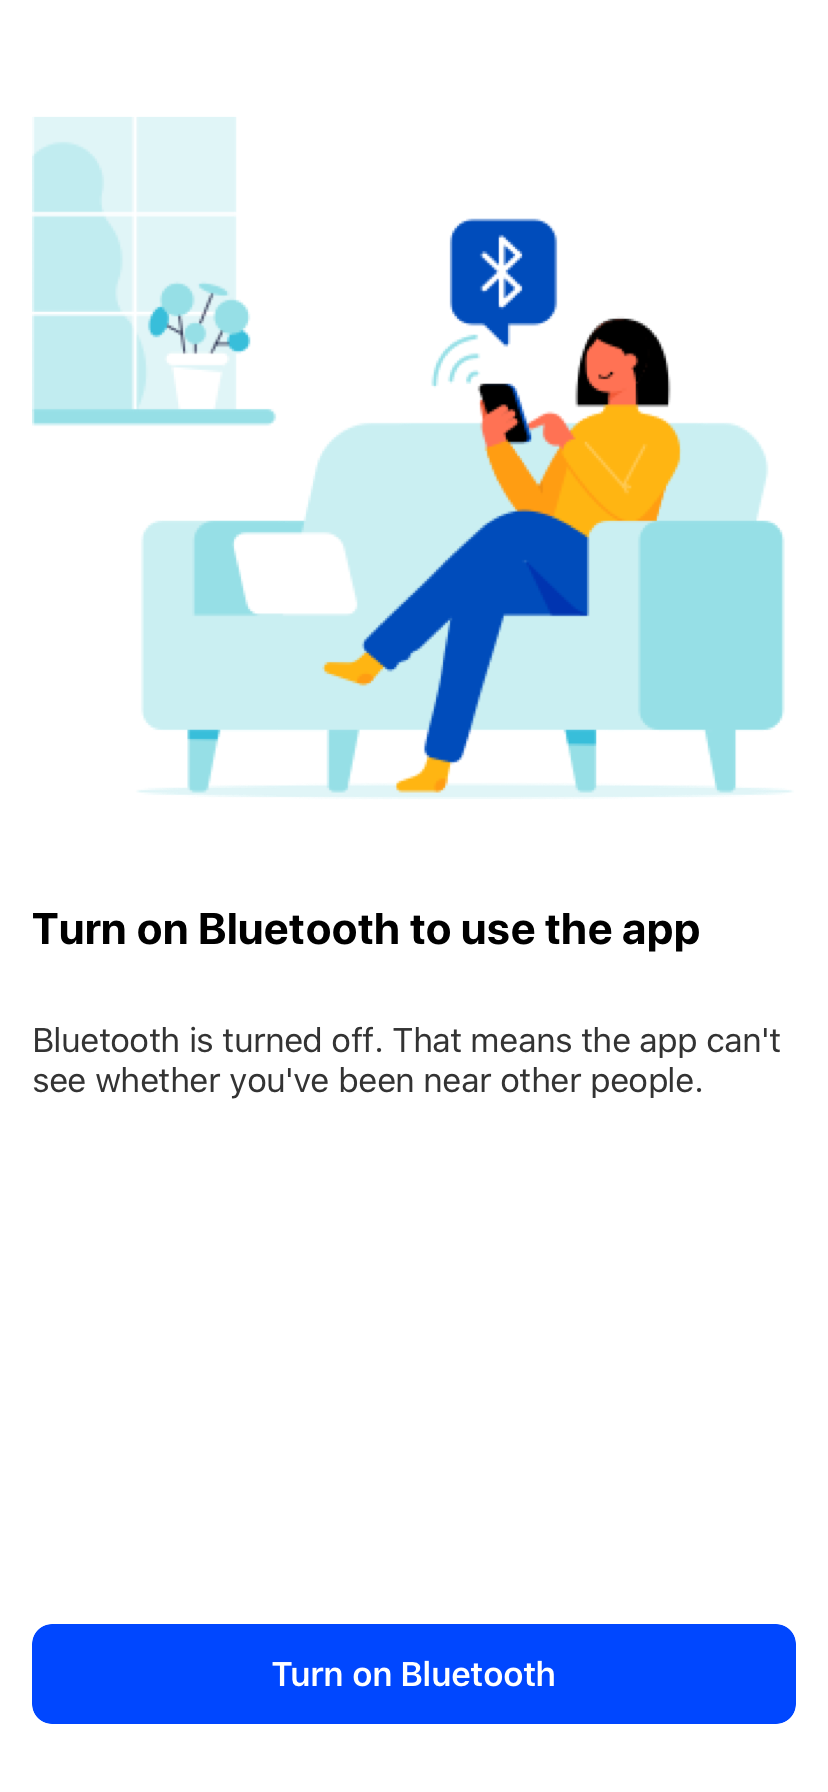 Turn on Bluetooth to use the app
Bluetooth is turned off. That means the app can't
see whether you've been near other people.
Turn on Bluetooth